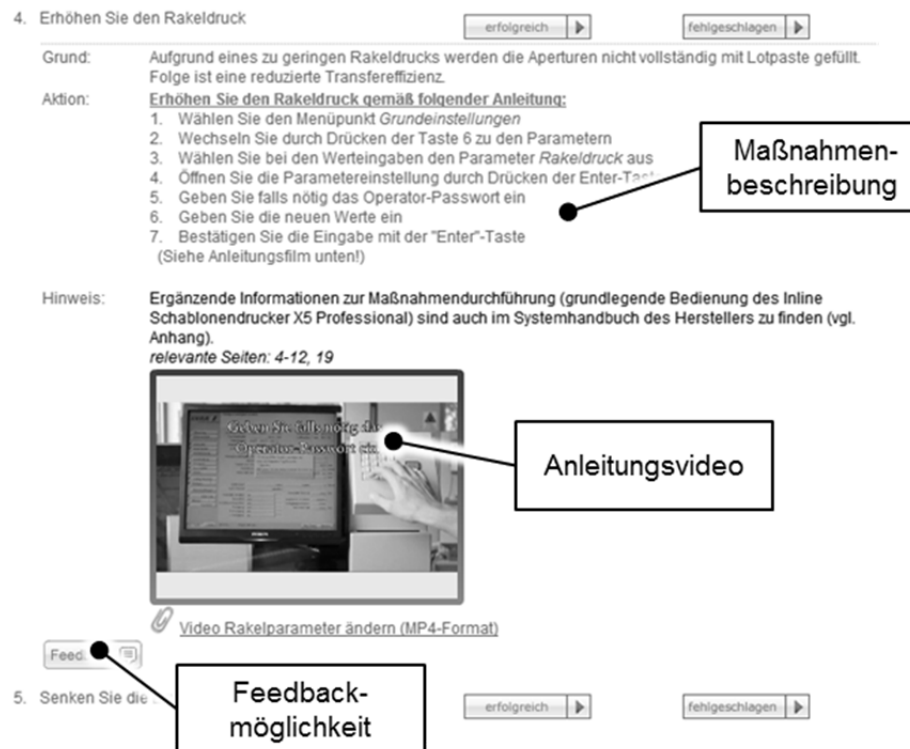 4. Erhöhen Sie den Rakeldruck
erfolgreich
fehlgeschlagen
Grund: Aufgrund eines zu geringen Rakeldrucks werden die Aperturen nicht vollständig mit Lotpaste gefüllt.
Folge ist eine reduzierte Transfereffizienz.
Aktion: Erhöhen Sie den Rakeldruck gemäß folgender Anleitung:
1. Wählen Sie den Menüpunkt Grundeinstellungen
2. Wechseln Sie durch Drücken der Taste 6 zu den Parametern
3. Wählen Sie bei den Werteingaben den Parameter Rakeldruck aus
4. Öffnen Sie die Parametereinstellung durch Drücken der Enter-Tast
5. Geben Sie falls nötig das Operator-Passwort ein
6. Geben Sie die neuen Werte ein
7. Bestätigen Sie die Eingabe mit der "Enter"-Taste
(Siehe Anleitungsfilm unten!)
Maßnahmen-
beschreibung
Hinweis: Ergänzende Informationen zur Maßnahmendurchführung (grundlegende Bedienung des Inline
Schablonendrucker X5 Professional) sind auch im Systemhandbuch des Herstellers zu finden (vgl.
Anhang).
relevante Seiten: 4-12, 19
Geben Sie falls nötig das
Operator-Passwort ein
Anleitungsvideo
Video Rakelparameter ändern (MP4-Format)
Feed
Feedback-
möglichkeit
5. Senken Sie die
erfolgreich
fehlgeschlagen